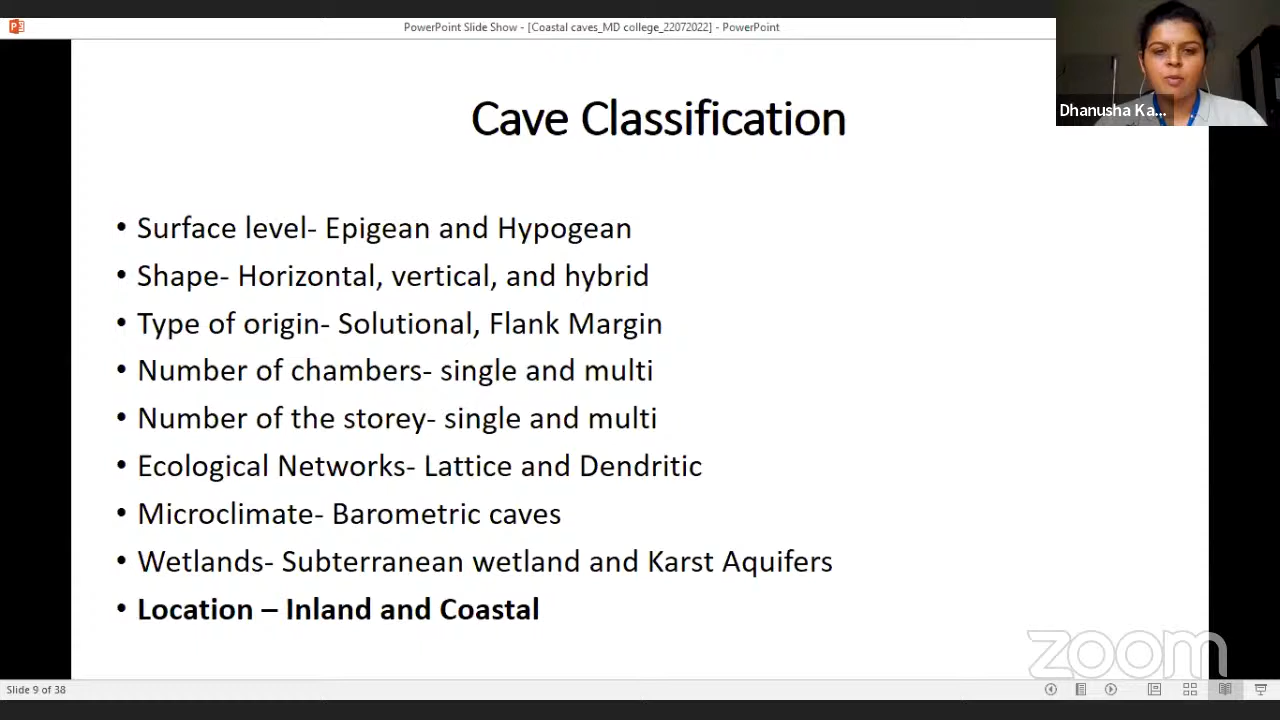 PowerPoint Slide Show - [Coastal caves_MD college_22072022] - PowerPoint
Dhanusha Ka...
Cave Classification
• Surface level- Epigean and Hypogean
• Shape- Horizontal, vertical, and hybrid
• Type of origin- Solutional, Flank Margin
• Number of chambers- single and multi
• Number of the storey- single and multi
• Ecological Networks- Lattice and Dendritic
• Microclimate- Barometric caves
• Wetlands- Subterranean wetland and Karst Aquifers
• Location – Inland and Coastal
zoom
Slide 9 of 38